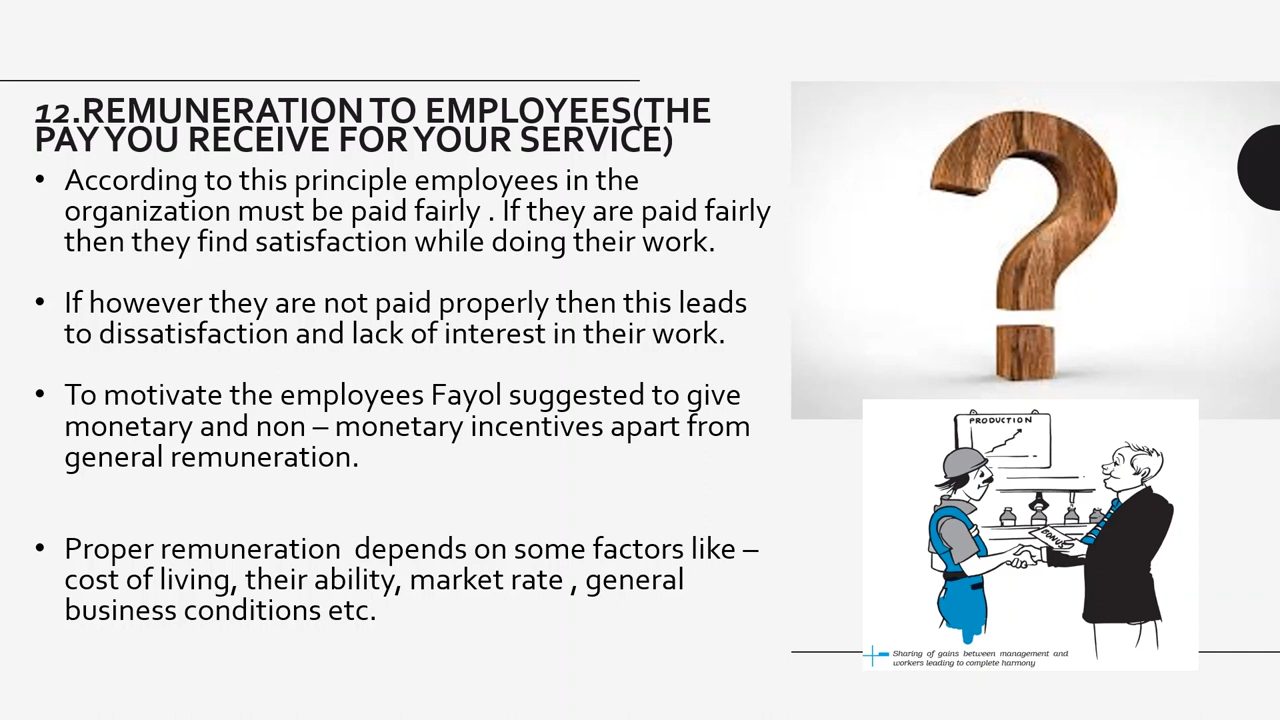 12.REMUNERATION TO EMPLOYEES(THE
PAY YOU RECEIVE FOR YOUR SERVICE)
• According to this principle employees in the
organization must be paid fairly . If they are paid fairly
then they find satisfaction while doing their work.
• If however they are not paid properly then this leads
to dissatisfaction and lack of interest in their work.
• To motivate the employees Fayol suggested to give
monetary and non – monetary incentives apart from
general remuneration.
• Proper remuneration  depends on some factors like –
cost of living, their ability, market rate , general
business conditions etc.
PRODUCTION
BONUS
Sharing of gains between management and
workers leading to complete harmony